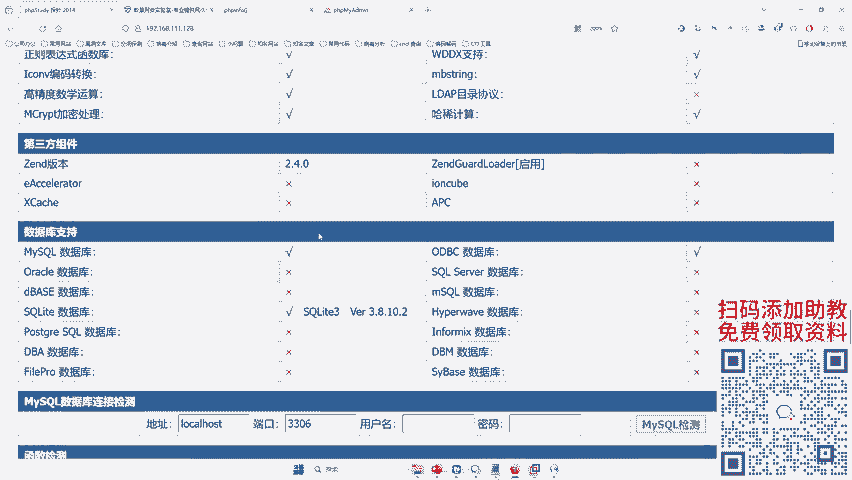 phpStudy 探针 2014
phpinfo()
phpMyAdmin
192.168.111.128
正则表达式函数库： √ WDDX支持： √
Iconv编码转换： √ mbstring： √
高精度数学运算： √ LDAP目录协议： ×
MCrypt加密处理： √ 哈稀计算： √
第三方组件
Zend版本 2.4.0 ZendGuardLoader[启用] ×
eAccelerator × ioncube ×
XCache × APC ×
数据库支持
MySQL 数据库： √ ODBC 数据库： √
Oracle 数据库： × SQL Server 数据库： ×
dBASE 数据库： × mSQL 数据库： ×
SQLite 数据库： √ SQLite3 Ver 3.8.10.2 Hyperwave 数据库： ×
Postgre SQL 数据库： × Informix 数据库： ×
DBA 数据库： × DBM 数据库： ×
FilePro 数据库： × SyBase 数据库： ×
MySQL数据库连接检测
地址： localhost 端口： 3306 用户名： 密码： MySQL检测
函数检测
扫码添加助教
免费领取资料
搜索